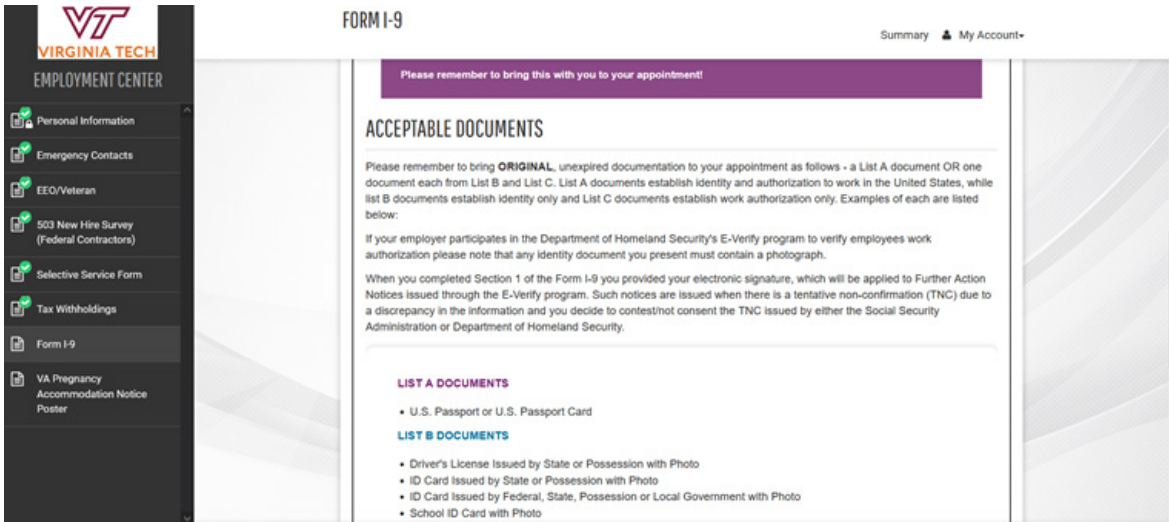 VT
VIRGINIA TECH
EMPLOYMENT CENTER
Personal Information
Emergency Contacts
EEO/Veteran
503 New Hire Survey
(Federal Contractors)
Selective Service Form
Tax Withholdings
Form I-9
VA Pregnancy
Accommodation Notice
Poster
FORM I-9
Summary My Account
Please remember to bring this with you to your appointment!
ACCEPTABLE DOCUMENTS
Please remember to bring ORIGINAL, unexpired documentation to your appointment as follows - a List A document OR one
document each from List B and List C. List A documents establish identity and authorization to work in the United States, while
list B documents establish identity only and List C documents establish work authorization only. Examples of each are listed
below:
If your employer participates in the Department of Homeland Security's E-Verify program to verify employees work
authorization please note that any identity document you present must contain a photograph.
When you completed Section 1 of the Form I-9 you provided your electronic signature, which will be applied to Further Action
Notices issued through the E-Verify program. Such notices are issued when there is a tentative non-confirmation (TNC) due to
a discrepancy in the information and you decide to contest/not consent the TNC issued by either the Social Security
Administration or Department of Homeland Security.
LIST A DOCUMENTS
• U.S. Passport or U.S. Passport Card
LIST B DOCUMENTS
• Driver's License Issued by State or Possession with Photo
• ID Card Issued by State or Possession with Photo
• ID Card Issued by Federal, State, Possession or Local Government with Photo
• School ID Card with Photo